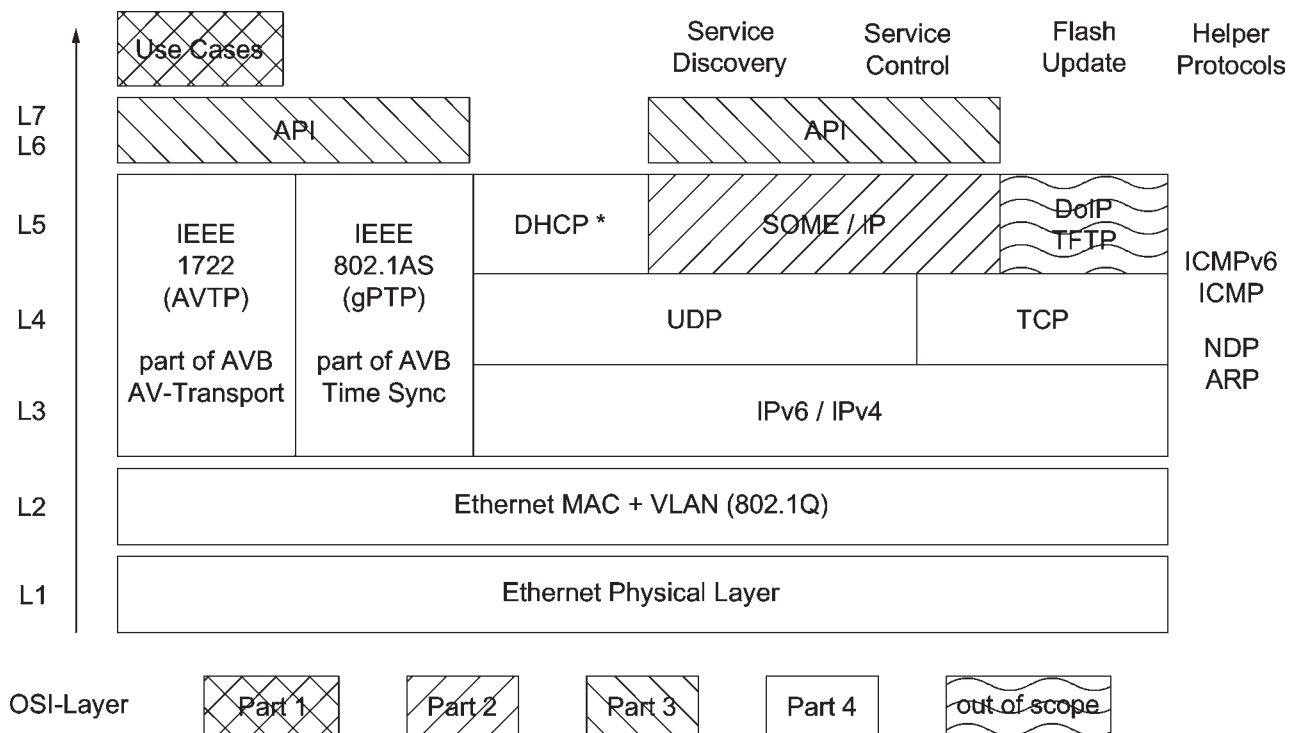 Use Cases
Service
Discovery
Service
Control
Flash
Update
Helper
Protocols
L7
L6
API
API
L5
IEEE
1722
(AVTP)
part of AVB
AV-Transport
IEEE
802.1AS
(gPTP)
part of AVB
Time Sync
DHCP *
SOME / IP
DoIP
TFTP
ICMPv6
ICMP
NDP
ARP
L4
UDP
TCP
L3
IPv6 / IPv4
L2
Ethernet MAC + VLAN (802.1Q)
L1
Ethernet Physical Layer
OSI-Layer
Part 1
Part 2
Part 3
Part 4
out of scope